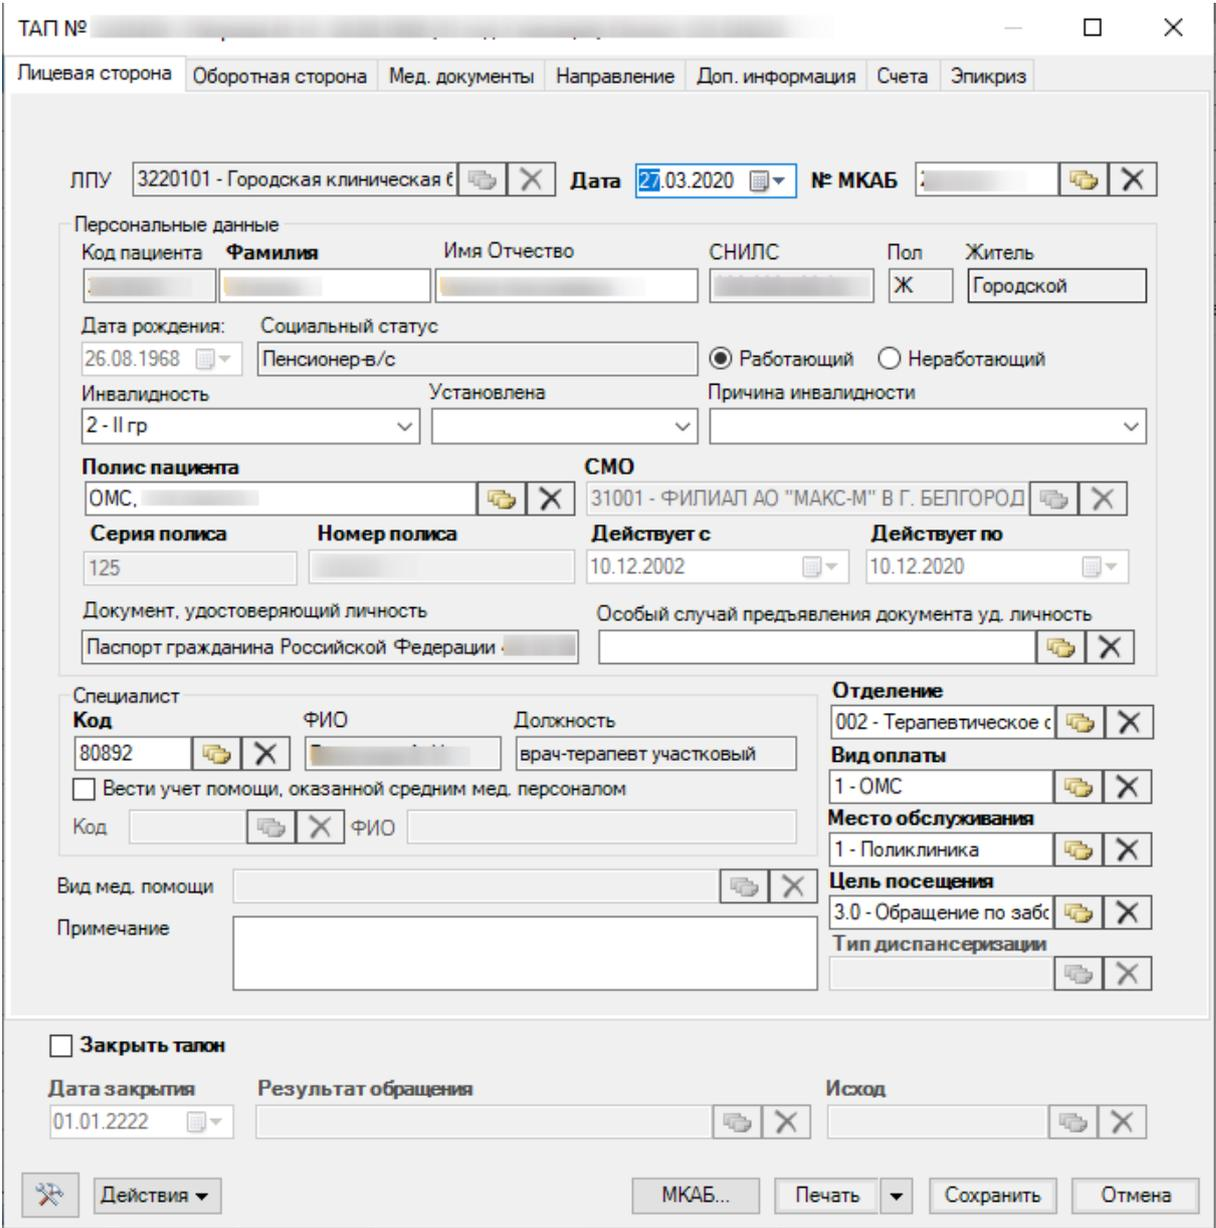 ТАП №
Лицевая сторона Оборотная сторона Мед. документы Направление Доп. информация Счета Эпикриз
ЛПУ 3220101 - Городская клиническая б Дата 27.03.2020 № МКАБ
Персональные данные
Код пациента Фамилия Имя Отчество СНИЛС Пол Житель
Ж Городской
Дата рождения: Социальный статус
26.08.1968 Пенсионер-в/с Работающий Неработающий
Инвалидность Установлена Причина инвалидности
2 - II гр
Полис пациента СМО
ОМС, 31001 - ФИЛИАЛ АО "МАКС-М" В Г. БЕЛГОРОД
Серия полиса Номер полиса Действует с Действует по
125 10.12.2002 10.12.2020
Документ, удостоверяющий личность Особый случай предъявления документа уд. личность
Паспорт гражданина Российской Федерации
Специалист Отделение
Код ФИО Должность 002 - Терапевтическое о
80892 врач-терапевт участковый Вид оплаты
Вести учет помощи, оказанной средним мед. персоналом 1 - ОМС
Код ФИО Место обслуживания
1 - Поликлиника
Вид мед. помощи Цель посещения
Примечание 3.0 - Обращение по забо
Тип диспансеризации
Закрыть талон
Дата закрытия Результат обращения Исход
01.01.2222
Действия МКАБ... Печать Сохранить Отмена